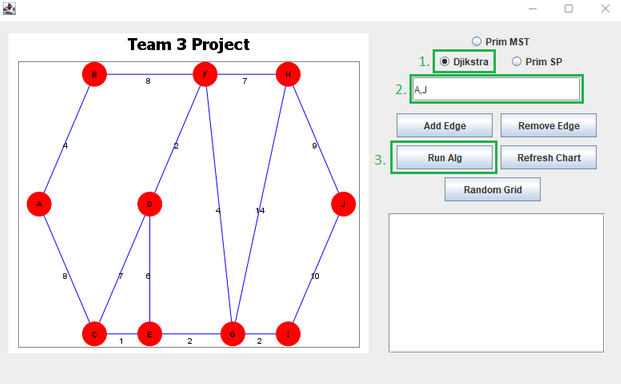 Team 3 Project
Prim MST
1. Djikstra
Prim SP
2. A,J
Add Edge
Remove Edge
3. Run Alg
Refresh Chart
Random Grid
B
8
F
7
H
4
2
9
A
D
4
14
J
8
7
6
10
C
1
E
2
G
2
I